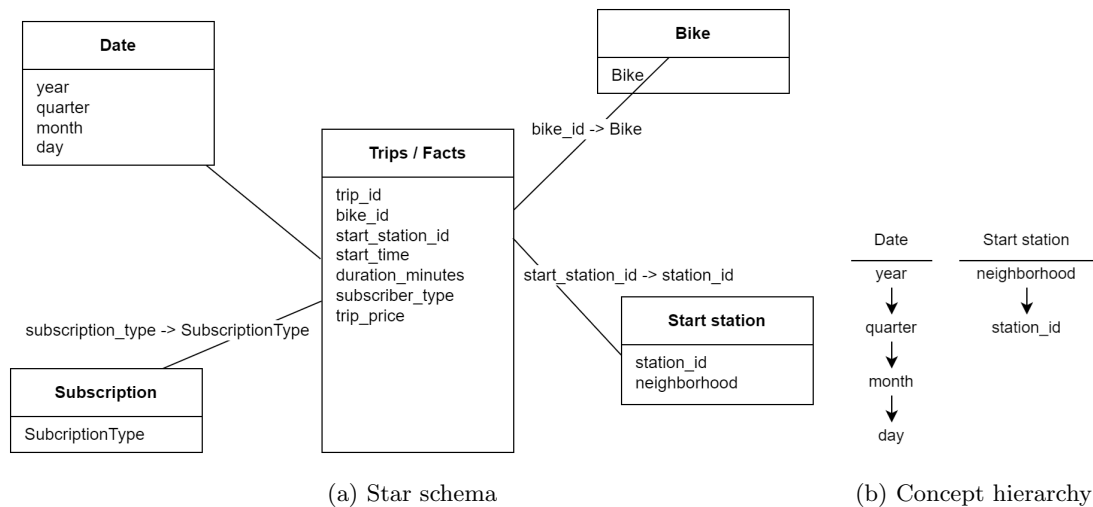 Date
year
quarter
month
day
Bike
Bike
bike_id -> Bike
Trips / Facts
trip_id
bike_id
start_station_id
start_time
duration_minutes
subscriber_type
trip_price
start_station_id -> station_id
subscription_type -> SubscriptionType
Start station
station_id
neighborhood
Subscription
SubcriptionType
(a) Star schema
Date
year
quarter
month
day
Start station
neighborhood
station_id
(b) Concept hierarchy